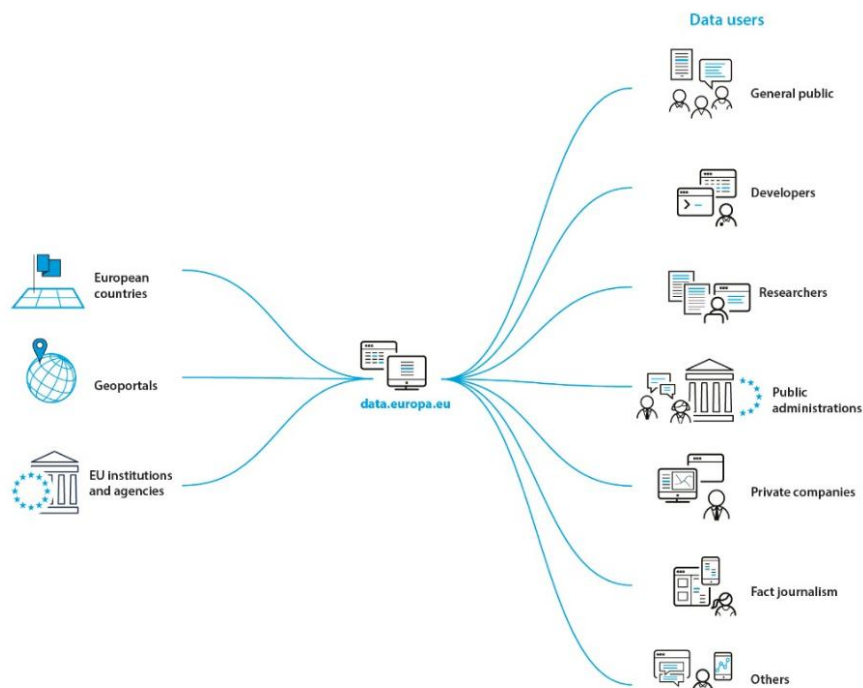 Data users
General public
Developers
European
countries
Researchers
Geoportals
data.europa.eu
Public
administrations
EU institutions
and agencies
Private companies
Fact journalism
Others